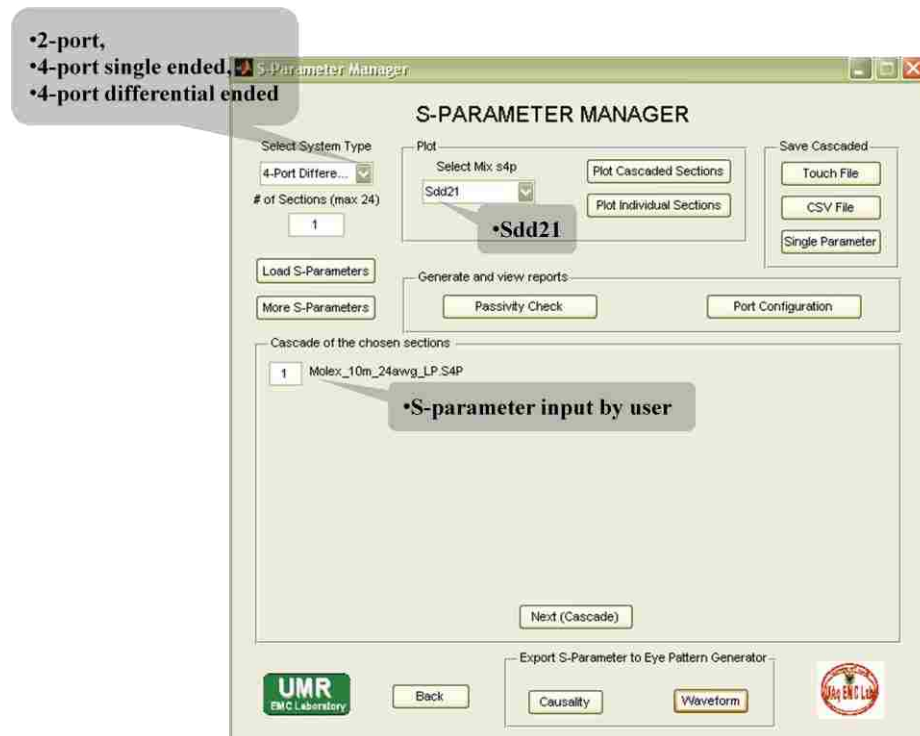 •2-port,
•4-port single ended,
•4-port differential ended
S-Parameter Manager
S-PARAMETER MANAGER
Select System Type
4-Port Differe...
# of Sections (max 24)
1
Load S-Parameters
More S-Parameters
Plot
Select Mix s4p
Sdd21
•Sdd21
Plot Cascaded Sections
Plot Individual Sections
Save Cascaded
Touch File
CSV File
Single Parameter
Generate and view reports
Passivity Check
Port Configuration
Cascade of the chosen sections
1
Molex_10m_24awg_LP.S4P
•S-parameter input by user
Next (Cascade)
Export S-Parameter to Eye Pattern Generator
UMR
EMC Laboratory
Back
Causality
Waveform
UAq EMC Lab